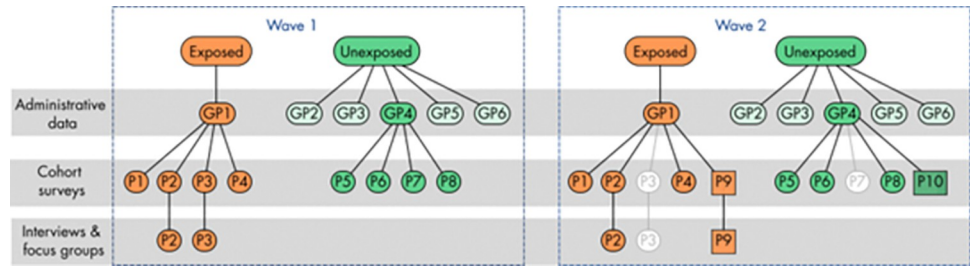 Wave 1
Wave 2
Exposed Unexposed Exposed Unexposed
Administrative
data
GP1 GP2 GP3 GP4 GP5 GP6 GP1 GP2 GP3 GP4 GP5 GP6
Cohort
surveys
P1 P2 P3 P4 P5 P6 P7 P8 P1 P2 P3 P4 P9 P5 P6 P7 P8 P10
Interviews &
focus groups
P2 P3 P2 P3 P9